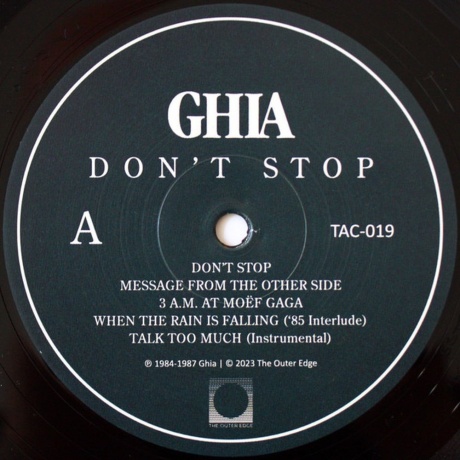 GHIA
DON'T STOP
A
TAC-019
DON'T STOP
MESSAGE FROM THE OTHER SIDE
3 A.M. AT MOËF GAGA
WHEN THE RAIN IS FALLING (‘85 Interlude)
TALK TOO MUCH (Instrumental)
℗ 1984-1987 Ghia | © 2023 The Outer Edge
THE OUTER EDGE